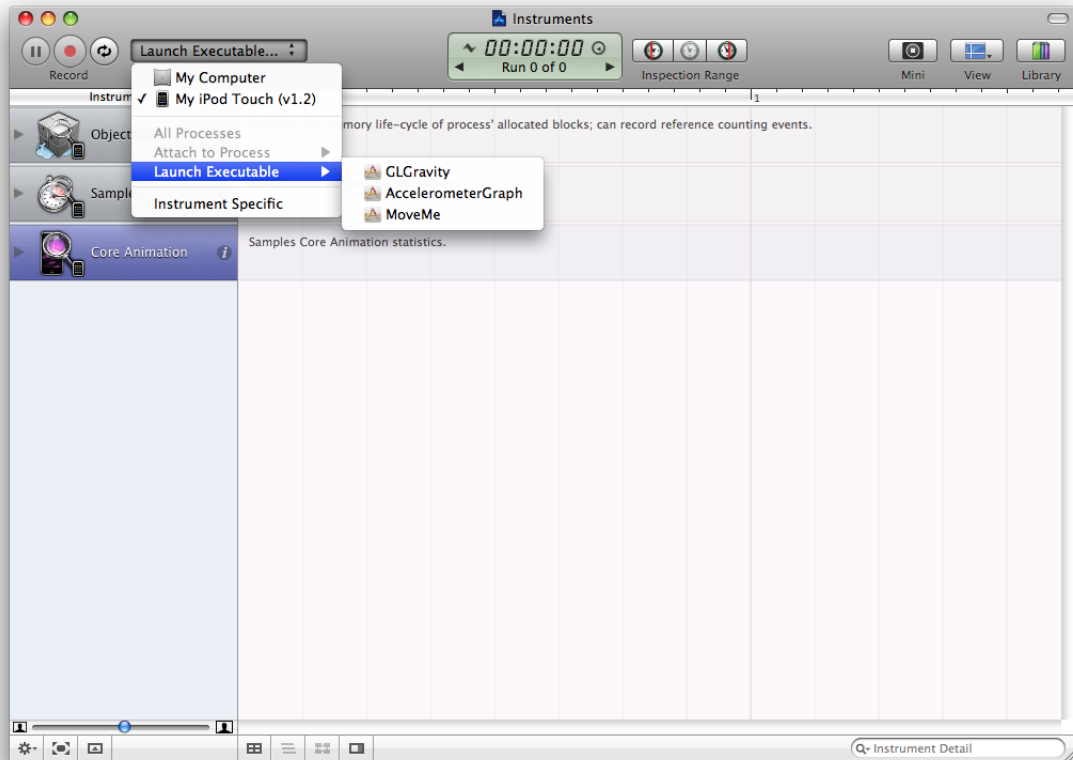 Instruments
Launch Executable...
00:00:00
Run 0 of 0
Record
Inspection Range
Mini
View
Library
My Computer
Instrum
1
✓ My iPod Touch (v1.2)
Object
mory life-cycle of process' allocated blocks; can record reference counting events.
All Processes
Attach to Process
Launch Executable
GLGravity
Sample
AccelerometerGraph
Instrument Specific
MoveMe
Core Animation
Samples Core Animation statistics.
Instrument Detail